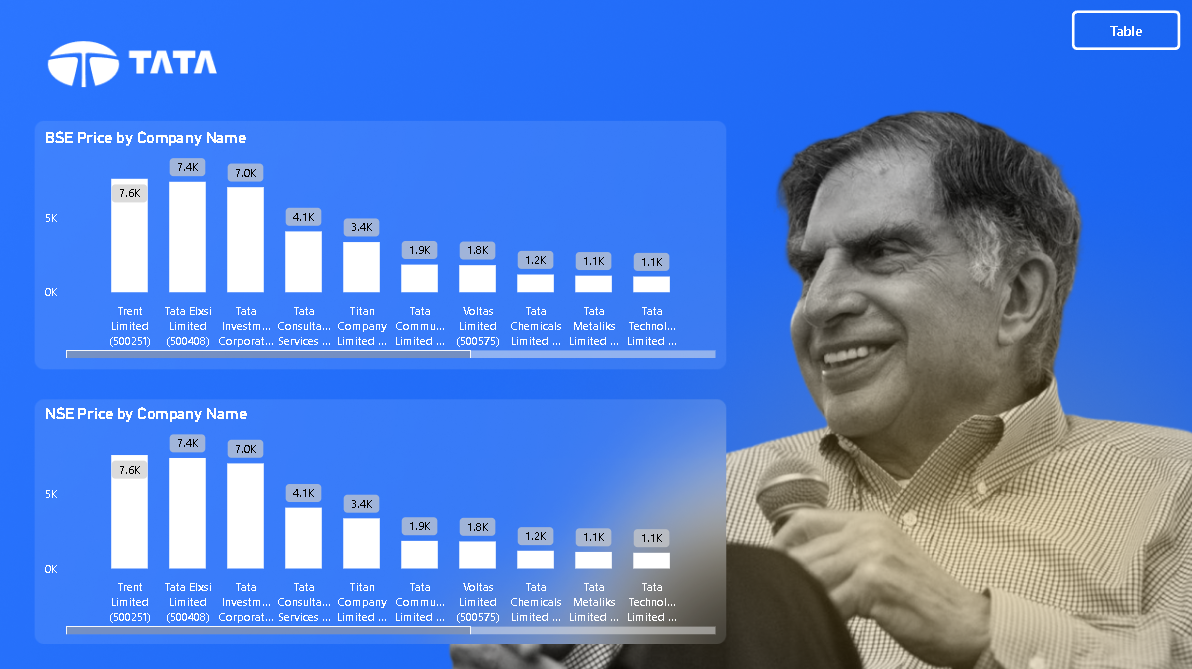 Table
TATA
BSE Price by Company Name
7.6K
7.4K
7.0K
4.1K
3.4K
1.9K
1.8K
1.2K
1.1K
1.1K
5K
0K
Trent
Limited
(500251)
Tata Elxsi
Limited
(500408)
Tata
Investm...
Corporat...
Tata
Consulta...
Services ...
Titan
Company
Limited ...
Tata
Commu...
Limited ...
Voltas
Limited
(500575)
Tata
Chemicals
Limited ...
Tata
Metaliks
Limited ...
Tata
Technol...
Limited ...
NSE Price by Company Name
7.6K
7.4K
7.0K
4.1K
3.4K
1.9K
1.8K
1.2K
1.1K
1.1K
5K
0K
Trent
Limited
(500251)
Tata Elxsi
Limited
(500408)
Tata
Investm...
Corporat...
Tata
Consulta...
Services ...
Titan
Company
Limited ...
Tata
Commu...
Limited ...
Voltas
Limited
(500575)
Tata
Chemicals
Limited ...
Tata
Metaliks
Limited ...
Tata
Technol...
Limited ...